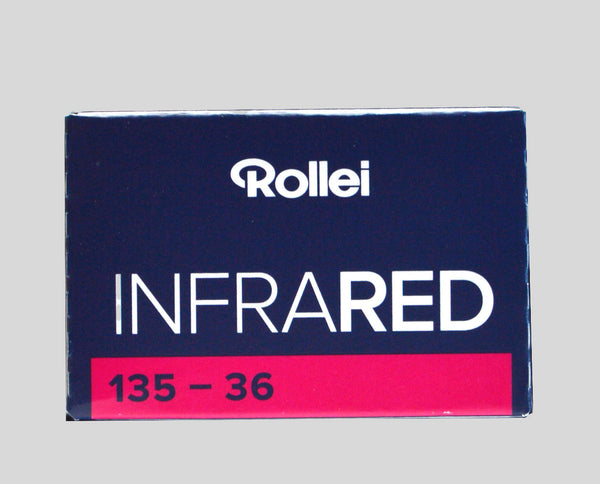 Rollei
INFRARED
135 – 36